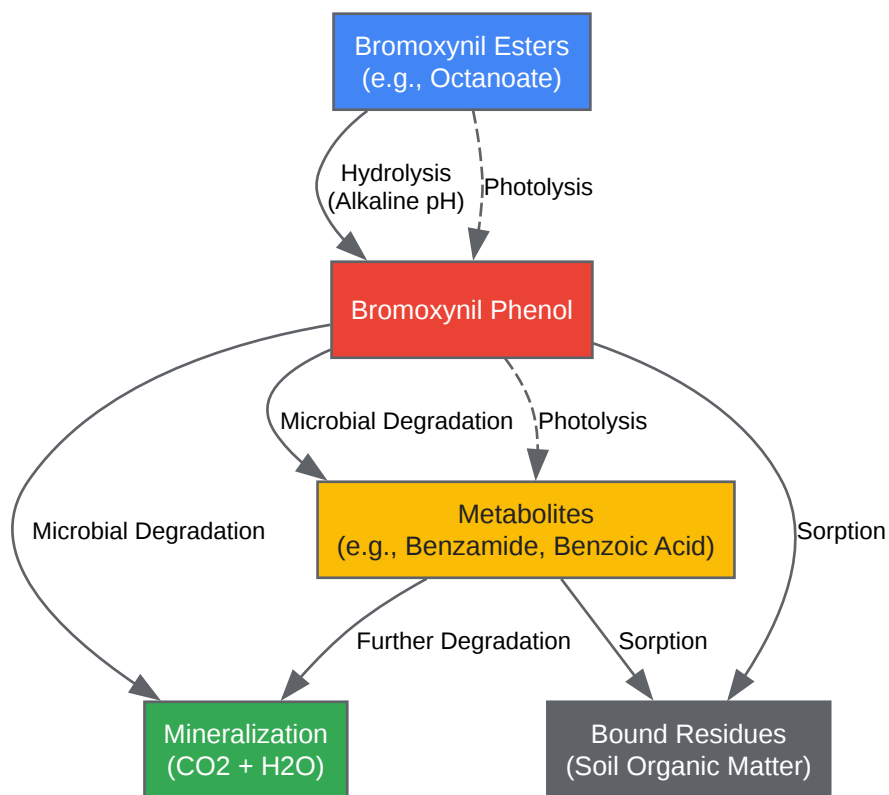 Bromoxynil Esters
(e.g., Octanoate)
Hydrolysis
(Alkaline pH)
Photolysis
Bromoxynil Phenol
Microbial Degradation
Photolysis
Metabolites
(e.g., Benzamide, Benzoic Acid)
Microbial Degradation
Sorption
Further Degradation
Sorption
Mineralization
(CO2 + H2O)
Bound Residues
(Soil Organic Matter)